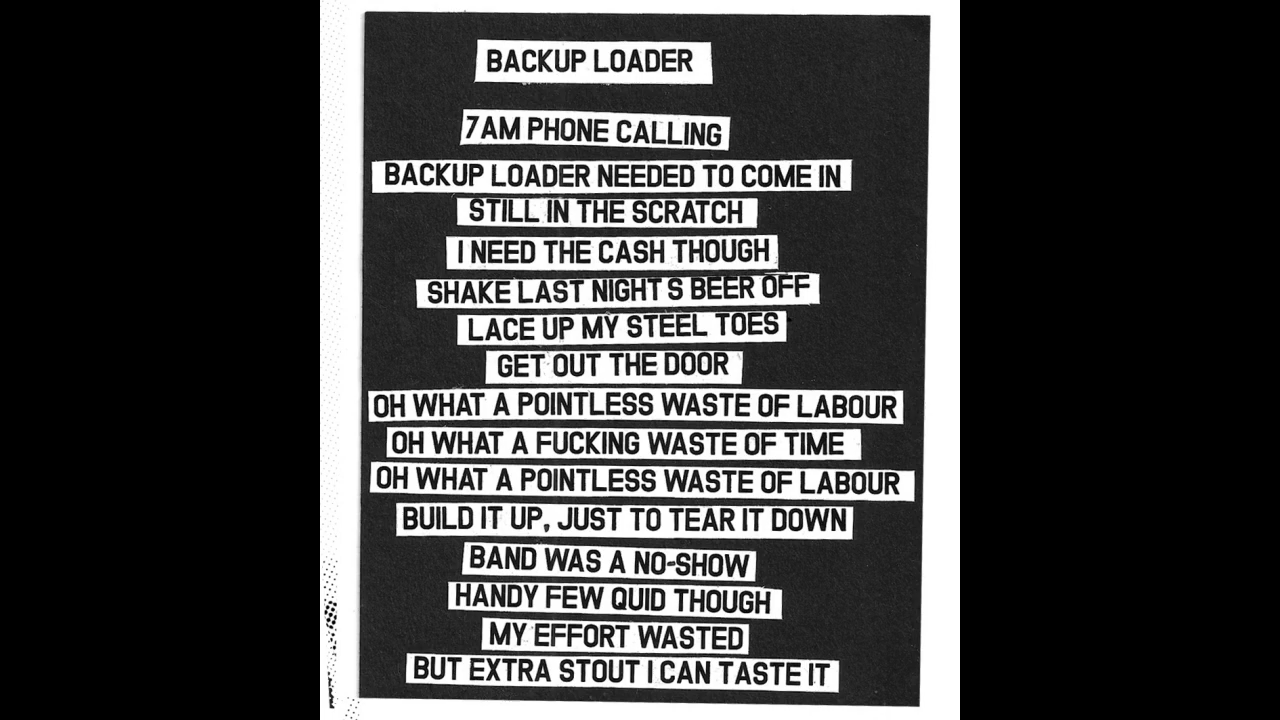 BACKUP LOADER
7AM PHONE CALLING
BACKUP LOADER NEEDED TO COME IN
STILL IN THE SCRATCH
I NEED THE CASH THOUGH
SHAKE LAST NIGHT S BEER OFF
LACE UP MY STEEL TOES
GET OUT THE DOOR
OH WHAT A POINTLESS WASTE OF LABOUR
OH WHAT A FUCKING WASTE OF TIME
OH WHAT A POINTLESS WASTE OF LABOUR
BUILD IT UP, JUST TO TEAR IT DOWN
BAND WAS A NO-SHOW
HANDY FEW QUID THOUGH
MY EFFORT WASTED
BUT EXTRA STOUT I CAN TASTE IT